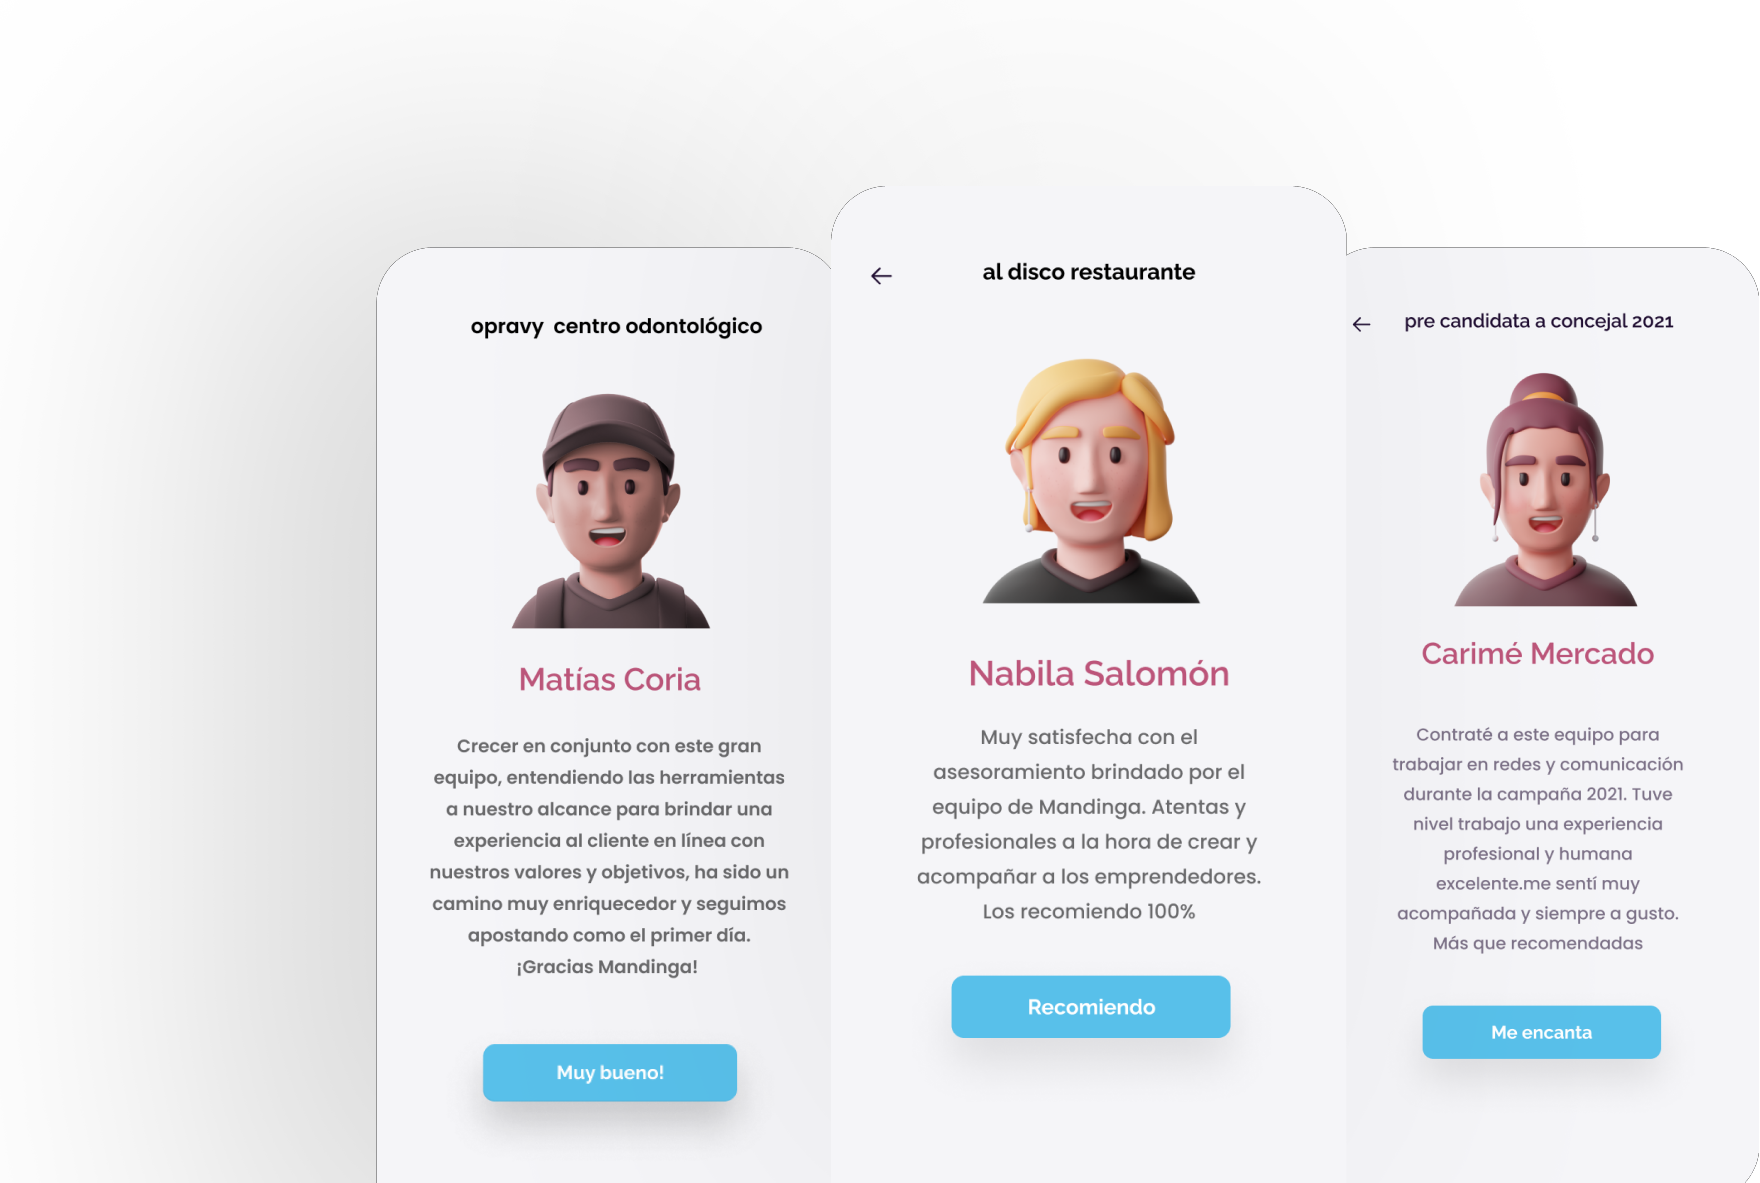 opravy  centro odontológico
Matías Coria
Crecer en conjunto con este gran
equipo, entendiendo las herramientas
a nuestro alcance para brindar una
experiencia al cliente en línea con
nuestros valores y objetivos, ha sido un
camino muy enriquecedor y seguimos
apostando como el primer día.
¡Gracias Mandinga!
Muy bueno!
al disco restaurante
Nabila Salomón
Muy satisfecha con el
asesoramiento brindado por el
equipo de Mandinga. Atentas y
profesionales a la hora de crear y
acompañar a los emprendedores.
Los recomiendo 100%
Recomiendo
pre candidata a concejal 2021
Carimé Mercado
Contraté a este equipo para
trabajar en redes y comunicación
durante la campaña 2021. Tuve
nivel trabajo una experiencia
profesional y humana
excelente.me sentí muy
acompañada y siempre a gusto.
Más que recomendadas
Me encanta